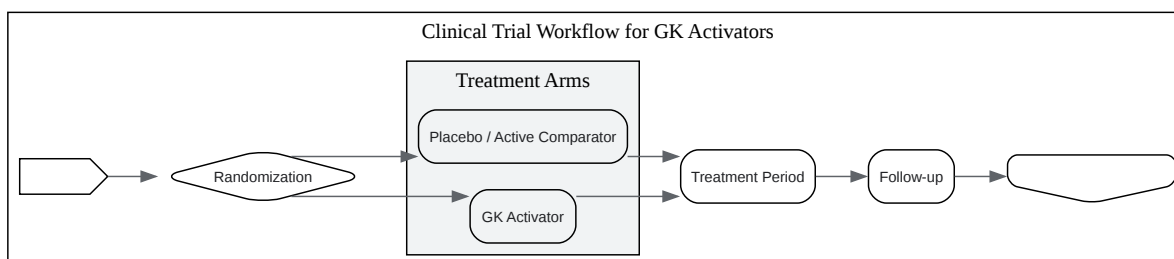 Clinical Trial Workflow for GK Activators
Treatment Arms
Placebo / Active Comparator
Randomization
Treatment Period
Follow-up
GK Activator